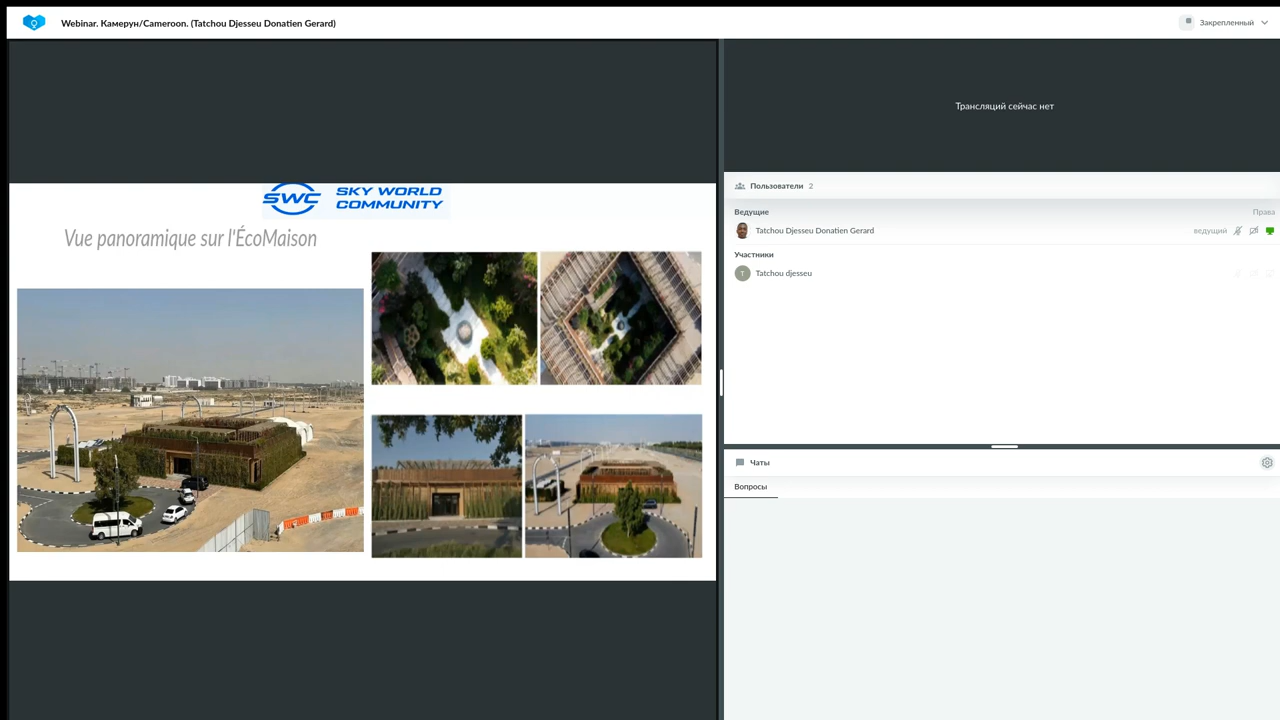 Webinar. Камерун/Cameroon. (Tatchou Djesseu Donatien Gerard)
Закрепленный
SWC SKY WORLD
COMMUNITY
Vue panoramique sur l'ÉcoMaison
Трансляций сейчас нет
Пользователи 2
Ведущие Права
Tatchou Djesseu Donatien Gerard ведущий
Участники
T Tatchou djesseu
Чаты
Вопросы